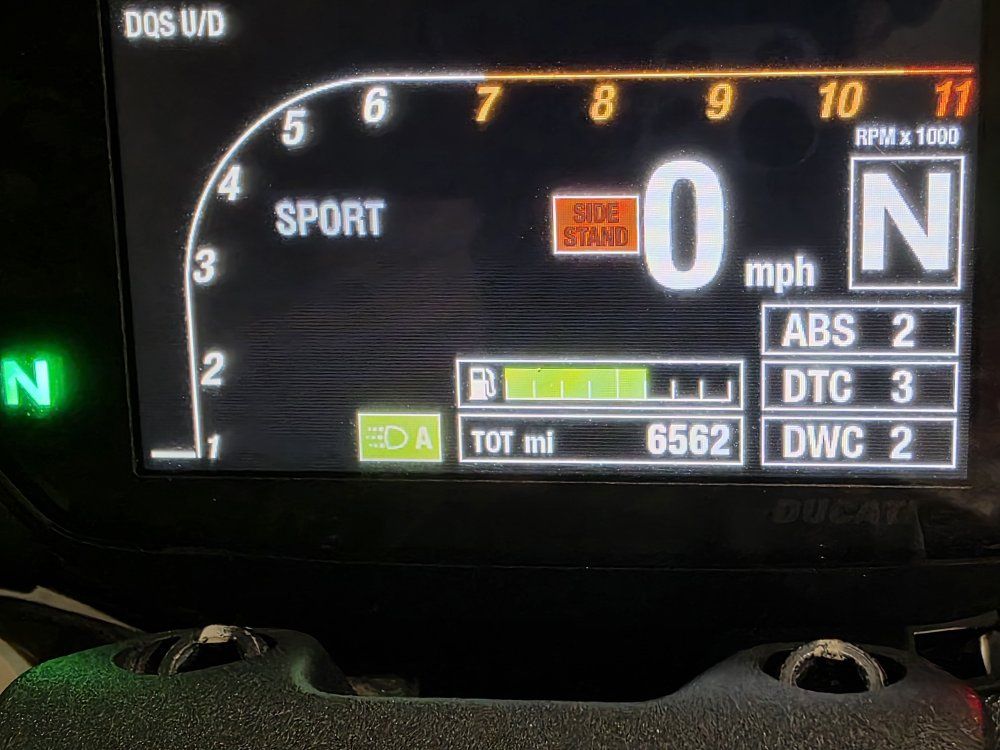 DQS U/D
1
2
3
4
5
6
7
8
9
10
11
RPM x 1000
SPORT
SIDE
STAND
0
mph
N
N
ABS 2
DTC 3
DWC 2
A
TOT mi 6562
DUCATI